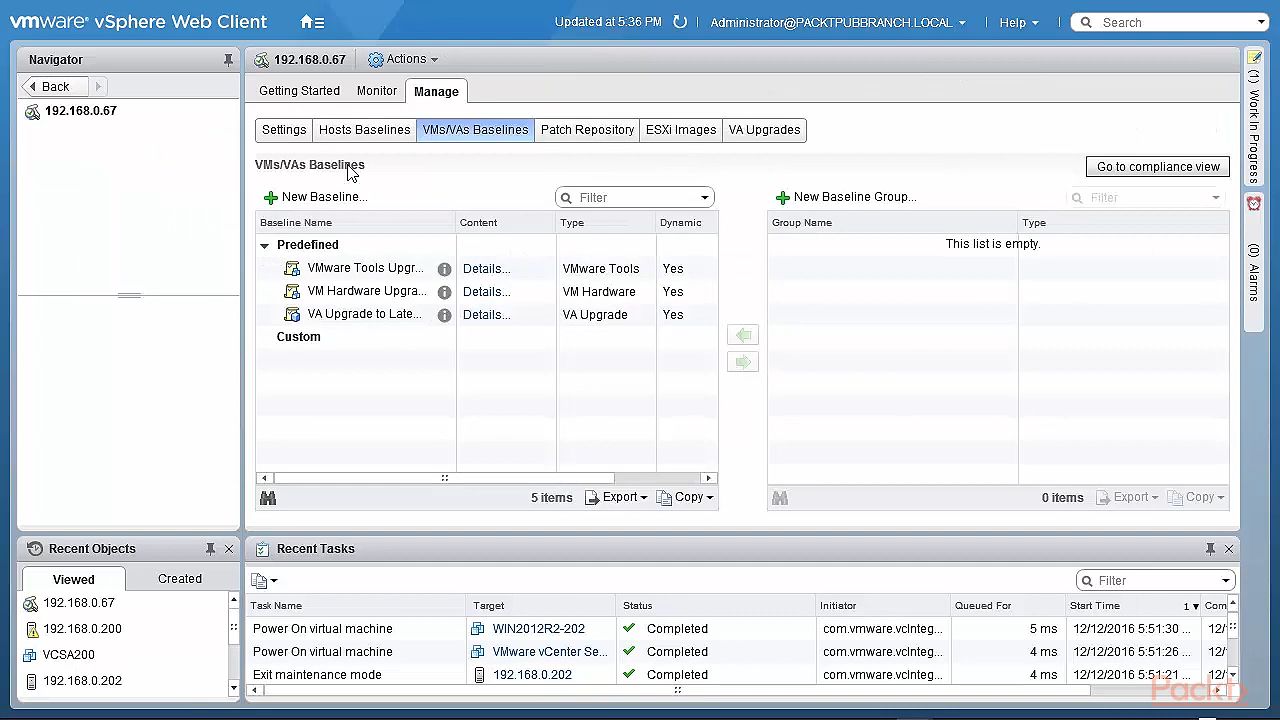 vmware® vSphere Web Client
Updated at 5:36 PM
Administrator@PACKTPUBBRANCH.LOCAL
Help
Search
Navigator
Back
192.168.0.67
192.168.0.67
Actions
Getting Started
Monitor
Manage
Settings
Hosts Baselines
VMs/VAs Baselines
Patch Repository
ESXi Images
VA Upgrades
VMs/VAs Baselines
Go to compliance view
New Baseline...
Filter
Baseline Name
Content
Type
Dynamic
Predefined
VMware Tools Upgr...
Details...
VMware Tools
Yes
VM Hardware Upgra...
Details...
VM Hardware
Yes
VA Upgrade to Late...
Details...
VA Upgrade
Yes
Custom
5 items
Export
Copy
New Baseline Group...
Filter
Group Name
Type
This list is empty.
0 items
Export
Copy
(1) Work In Progress
(0) Alarms
Recent Objects
Viewed
Created
192.168.0.67
192.168.0.200
VCSA200
192.168.0.202
Recent Tasks
Filter
Task Name
Target
Status
Initiator
Queued For
Start Time
1
Com
Power On virtual machine
WIN2012R2-202
Completed
com.vmware.vcInteg...
5 ms
12/12/2016 5:51:30 ...
12/
Power On virtual machine
VMware vCenter Se...
Completed
com.vmware.vcInteg...
4 ms
12/12/2016 5:51:26 ...
12/
Exit maintenance mode
192.168.0.202
Completed
com.vmware.vcInteg...
4 ms
12/12/2016 5:51:21 ...
12/
Packt